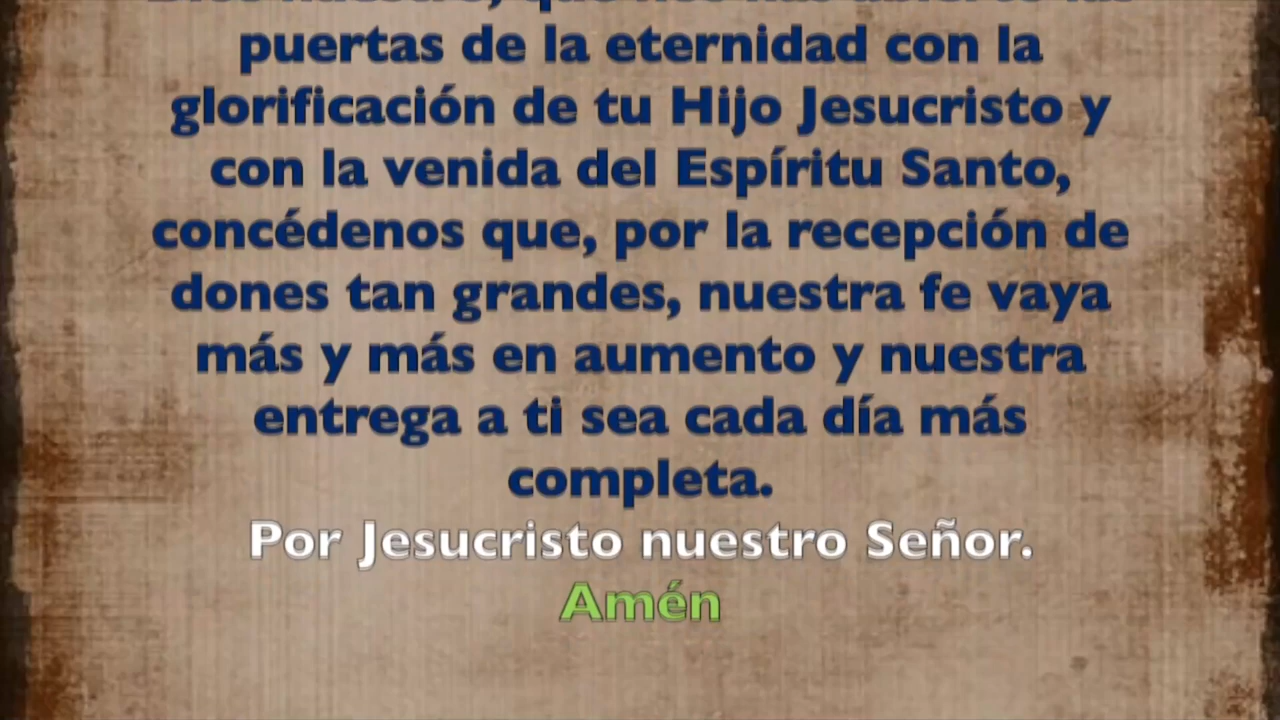 puertas de la eternidad con la
glorificación de tu Hijo Jesucristo y
con la venida del Espíritu Santo,
concédenos que, por la recepción de
dones tan grandes, nuestra fe vaya
más y más en aumento y nuestra
entrega a ti sea cada día más
completa.
Por Jesucristo nuestro Señor.
Amén